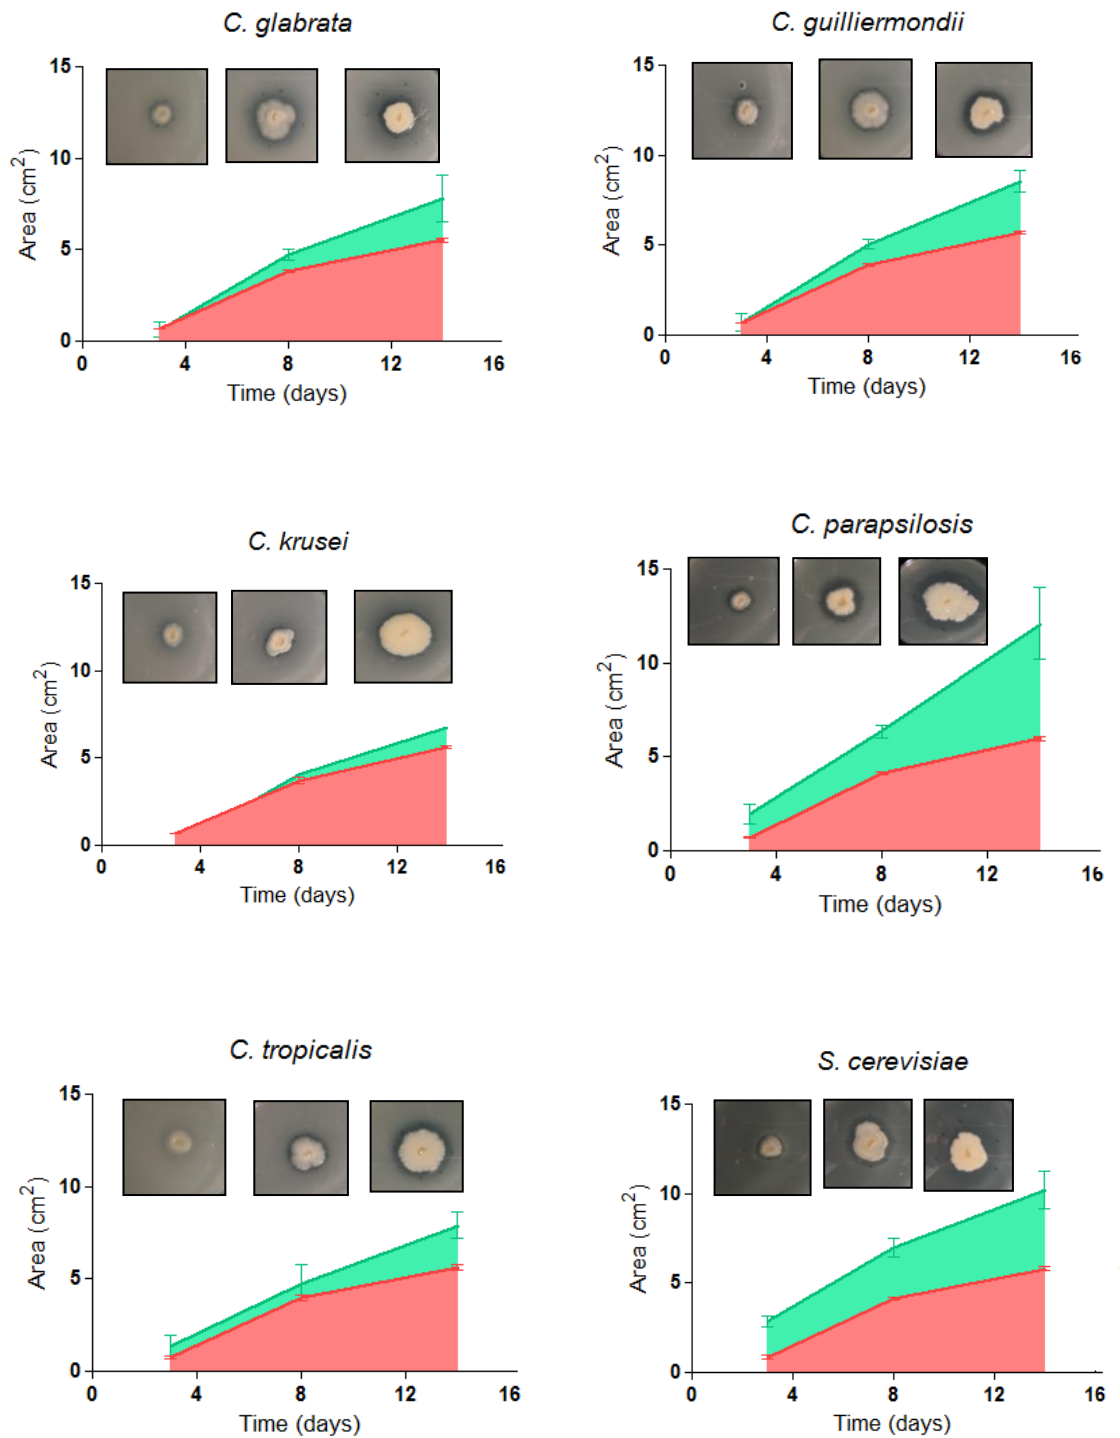 C. glabrata
15
10
5
0
Area (cm²)
0 4 8 12 16
Time (days)
C. guilliermondii
15
10
5
0
Area (cm²)
0 4 8 12 16
Time (days)
C. krusei
15
10
5
0
Area (cm²)
0 4 8 12 16
Time (days)
C. parapsilosis
15
10
5
0
Area (cm²)
0 4 8 12 16
Time (days)
C. tropicalis
15
10
5
0
Area (cm²)
0 4 8 12 16
Time (days)
S. cerevisiae
15
10
5
0
Area (cm²)
0 4 8 12 16
Time (days)